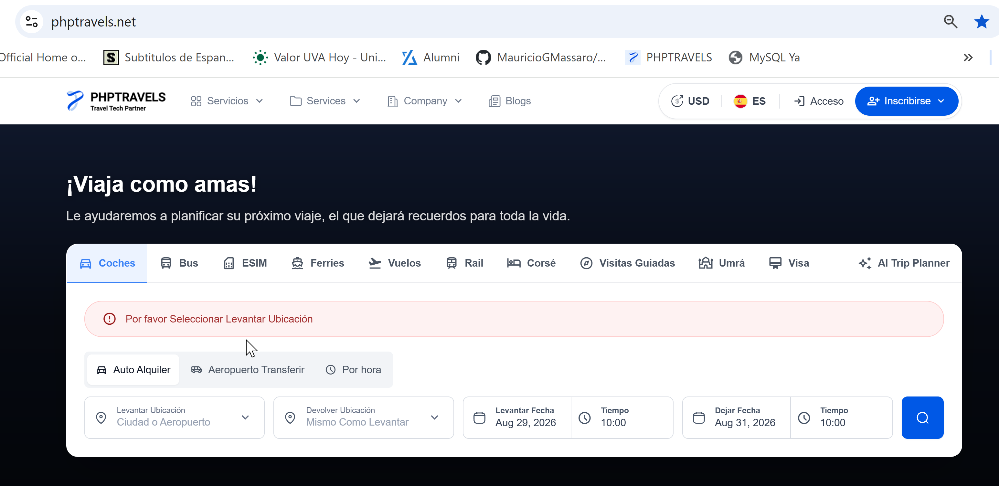 phptravels.net
Official Home o... Subtitulos de Espan... Valor UVA Hoy - Uni... Alumni MauricioGMassaro/... PHPTRAVELS MySQL Ya
PHPTRAVELS
Travel Tech Partner
Servicios Services Company Blogs USD ES Acceso Inscribirse
¡Viaja como amas!
Le ayudaremos a planificar su próximo viaje, el que dejará recuerdos para toda la vida.
Coches Bus ESIM Ferries Vuelos Rail Corsé Visitas Guiadas Umrá Visa AI Trip Planner
Por favor Seleccionar Levantar Ubicación
Auto Alquiler Aeropuerto Transferir Por hora
Levantar Ubicación Devolver Ubicación Levantar Fecha Tiempo Dejar Fecha Tiempo
Ciudad o Aeropuerto Mismo Como Levantar Aug 29, 2026 10:00 Aug 31, 2026 10:00